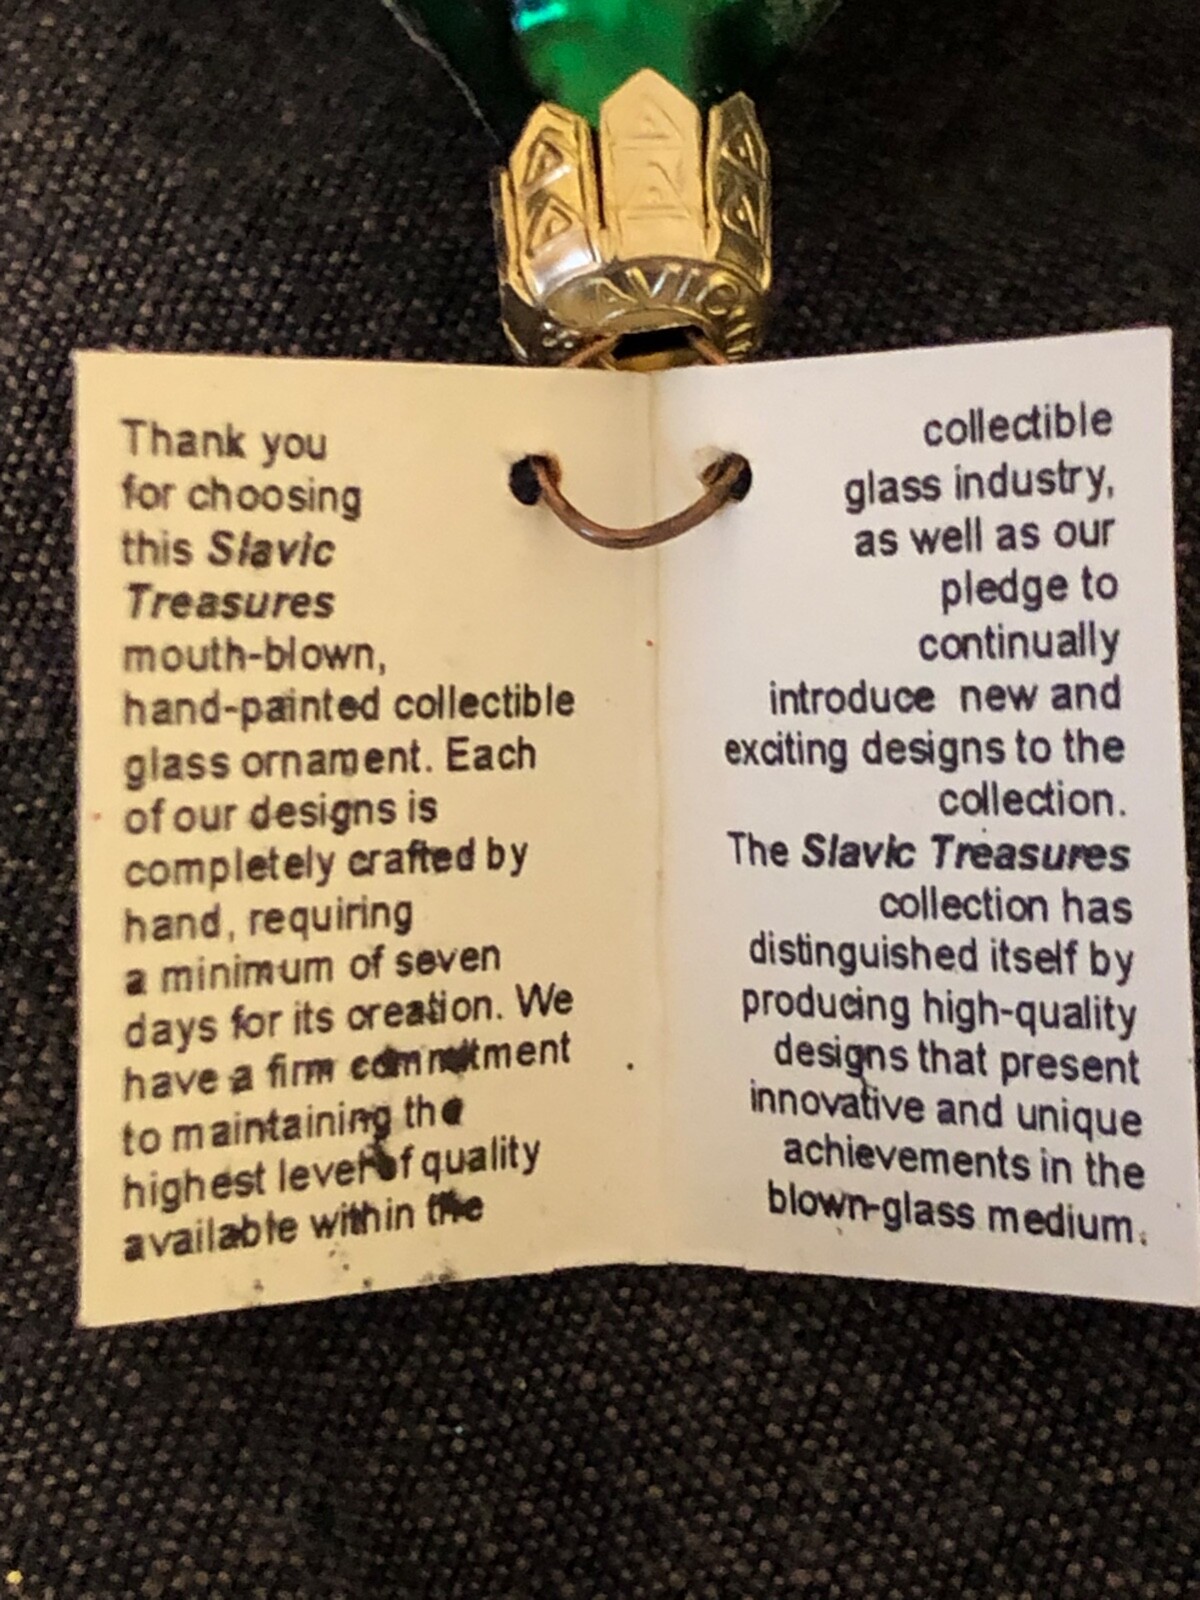 AVIC
Thank you
for choosing
this Slavic
Treasures
mouth-blown,
hand-painted collectible
glass ornament. Each
of our designs is
completely crafted by
hand, requiring
a minimum of seven
days for its creation. We
have a firm commitment
to maintaining the
highest level of quality
available within the
collectible
glass industry,
as well as our
pledge to
continually
introduce new and
exciting designs to the
collection.
The Slavic Treasures
collection has
distinguished itself by
producing high-quality
designs that present
innovative and unique
achievements in the
blown-glass medium.